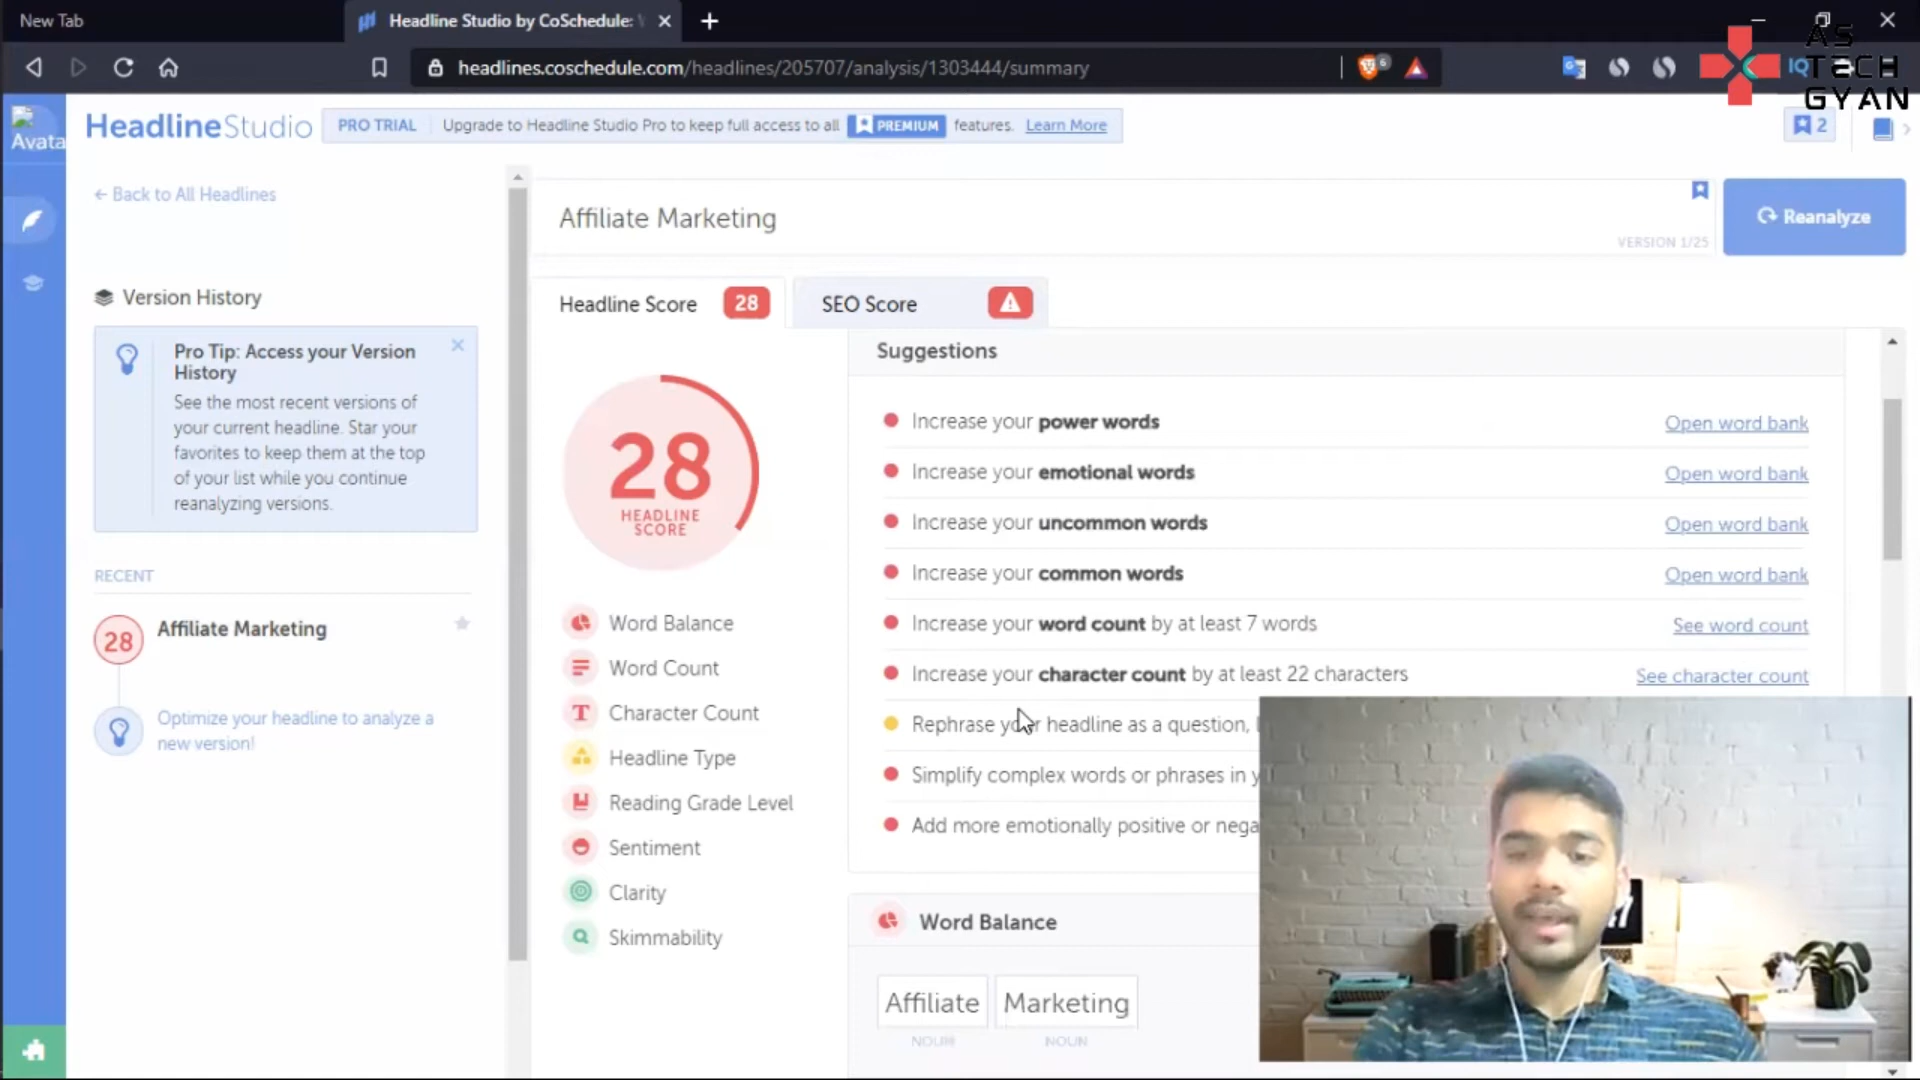 New Tab
Headline Studio by CoSchedule:
headlines.coschedule.com/headlines/205707/analysis/1303444/summary
6
IQ
AS
TECH
GYAN
Avata
HeadlineStudio
PRO TRIAL
Upgrade to Headline Studio Pro to keep full access to all PREMIUM features. Learn More
2
← Back to All Headlines
Affiliate Marketing
VERSION 1/25
Reanalyze
Version History
Headline Score 28
SEO Score
Pro Tip: Access your Version
History
See the most recent versions of
your current headline. Star your
favorites to keep them at the top
of your list while you continue
reanalyzing versions.
RECENT
28
Affiliate Marketing
Optimize your headline to analyze a
new version!
28
HEADLINE
SCORE
Word Balance
Word Count
Character Count
Headline Type
Reading Grade Level
Sentiment
Clarity
Skimmability
Suggestions
Increase your power words Open word bank
Increase your emotional words Open word bank
Increase your uncommon words Open word bank
Increase your common words Open word bank
Increase your word count by at least 7 words See word count
Increase your character count by at least 22 characters See character count
Rephrase your headline as a question,
Simplify complex words or phrases in y
Add more emotionally positive or nega
Word Balance
Affiliate Marketing
NOUN NOUN